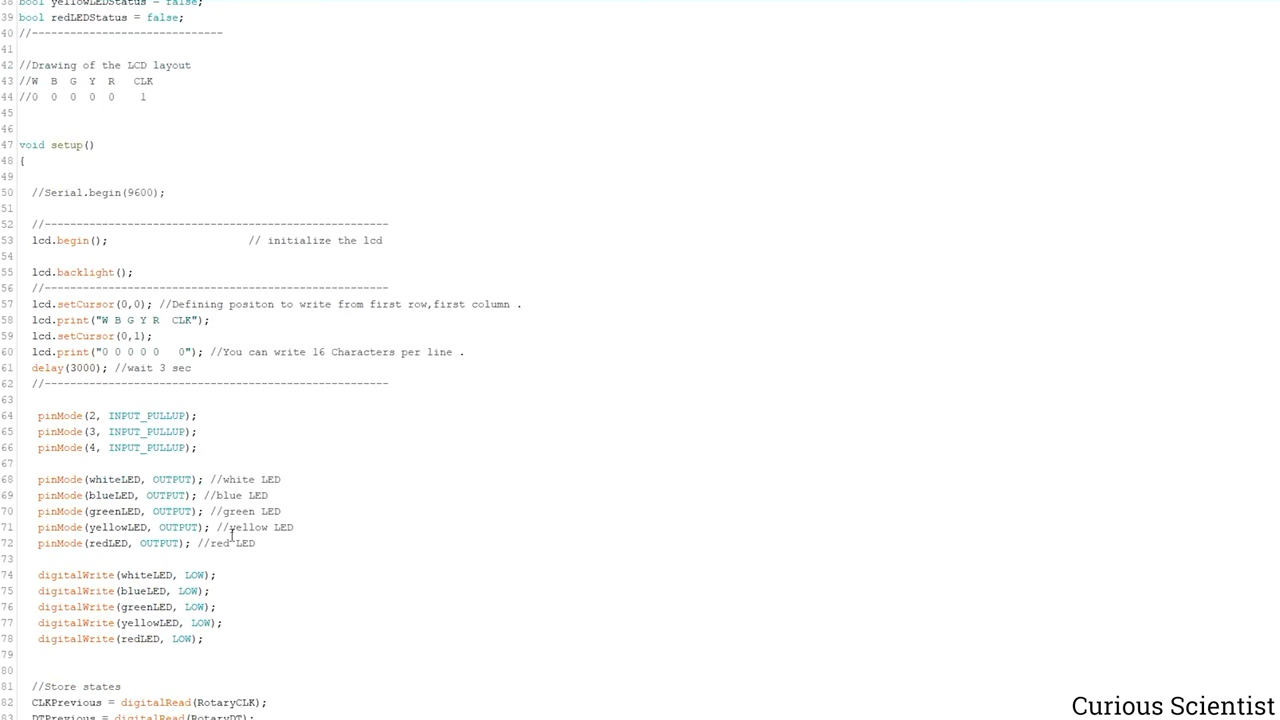 38 bool yellowLEDStatus = false;
39 bool redLEDStatus = false;
40 //------------------------------
41
42 //Drawing of the LCD layout
43 //W  B  G  Y  R   CLK
44 //0  0  0  0  0    1
45
46
47 void setup()
48 {
49
50 //Serial.begin(9600);
51
52 //------------------------------------------------------
53 lcd.begin();                      // initialize the lcd
54
55 lcd.backlight();
56 //------------------------------------------------------
57 lcd.setCursor(0,0); //Defining positon to write from first row,first column .
58 lcd.print("W B G Y R  CLK");
59 lcd.setCursor(0,1);
60 lcd.print("0 0 0 0 0   0"); //You can write 16 Characters per line .
61 delay(3000); //wait 3 sec
62 //------------------------------------------------------
63
64 pinMode(2, INPUT_PULLUP);
65 pinMode(3, INPUT_PULLUP);
66 pinMode(4, INPUT_PULLUP);
67
68 pinMode(whiteLED, OUTPUT); //white LED
69 pinMode(blueLED, OUTPUT); //blue LED
70 pinMode(greenLED, OUTPUT); //green LED
71 pinMode(yellowLED, OUTPUT); //yellow LED
72 pinMode(redLED, OUTPUT); //red LED
73
74 digitalWrite(whiteLED, LOW);
75 digitalWrite(blueLED, LOW);
76 digitalWrite(greenLED, LOW);
77 digitalWrite(yellowLED, LOW);
78 digitalWrite(redLED, LOW);
79
80
81 //Store states
82 CLKPrevious = digitalRead(RotaryCLK);
83 DTPrevious = digitalRead(RotaryDT);
Curious Scientist